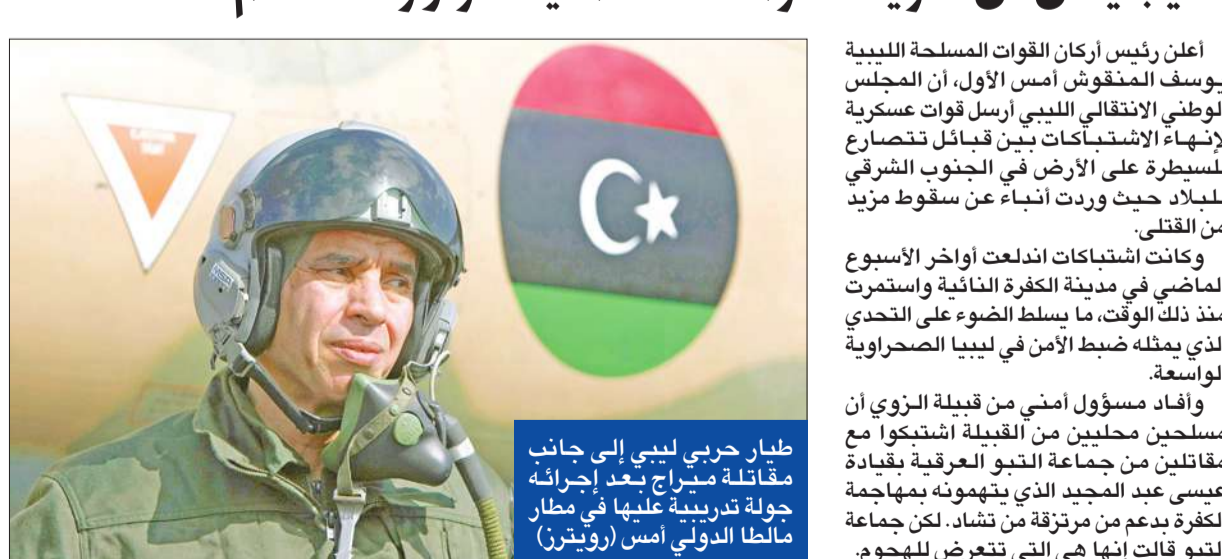 أعلن رئيس أركان القوات المسلحة الليبية
يوسف المنقوش أمس الأول، أن المجلس
الوطني الانتقالي الليبي أرسل قوات عسكرية
لإنهاء الاشتباكات بين قبائل تتصارع
للسيطرة على الأرض في الجنوب الشرقي
للبلاد حيث وردت أنباء عن سقوط مزيد
من القتلى.
وكانت اشتباكات اندلعت أواخر الأسبوع
الماضي في مدينة الكفرة النائية واستمرت
منذ ذلك الوقت، ما يسلط الضوء على التحدي
الذي يمثله ضبط الأمن في ليبيا الصحراوية
الواسعة.
وأفاد مسؤول أمني من قبيلة الزوي أن
مسلحين محليين من القبيلة اشتبكوا مع
مقاتلين من جماعة التبو العرقية بقيادة
عيسى عبد المجيد الذي يتهمونه بمهاجمة
الكفرة بدعم من مرتزقة من تشاد. لكن جماعة
التبو قالت إنها هي التي تتعرض للهجوم.
طيار حربي ليبي إلى جانب
مقاتلة ميراج بعد إجرائه
جولة تدريبية عليها في مطار
مالطا الدولي أمس (رويترز)